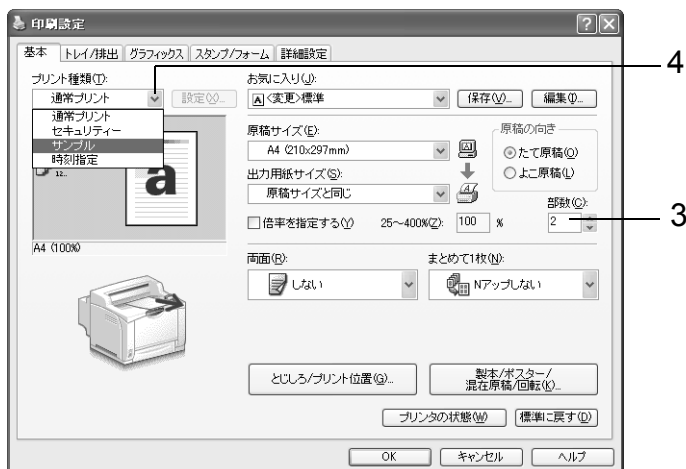 印刷設定
基本 トレイ/排出 グラフィックス スタンプ/フォーム 詳細設定
プリント種類(T):
通常プリント 設定(X)...
通常プリント
セキュリティー
サンプル
時刻指定
12..
a
A4 (100%)
お気に入り(J):
A <変更>標準 保存(V)... 編集(I)...
原稿サイズ(E):
A4 (210x297mm)
出力用紙サイズ(S):
原稿サイズと同じ
倍率を指定する(Y) 25～400%(Z): 100 %
原稿の向き
たて原稿(O)
よこ原稿(L)
部数(C):
2
両面(R):
しない
まとめて1枚(N):
Nアップしない
とじしろ/プリント位置(G)...
製本/ポスター/
混在原稿/回転(K)...
プリンタの状態(W) 標準に戻す(D)
OK キャンセル ヘルプ
4
3